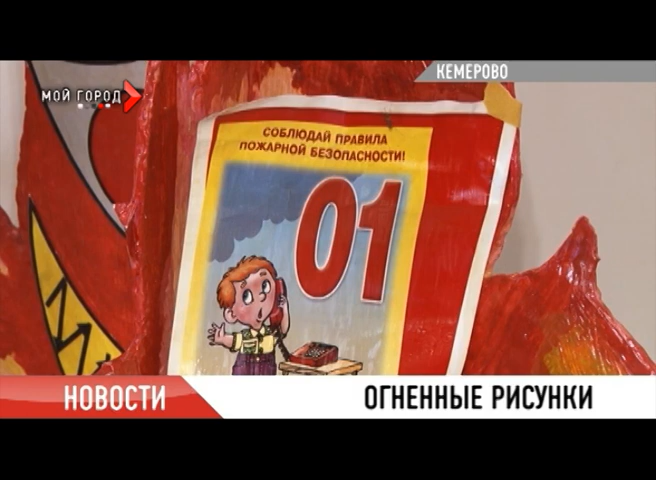 КЕМЕРОВО
МОЙ ГОРОД
СОБЛЮДАЙ ПРАВИЛА
ПОЖАРНОЙ БЕЗОПАСНОСТИ!
01
НОВОСТИ
ОГНЕННЫЕ РИСУНКИ